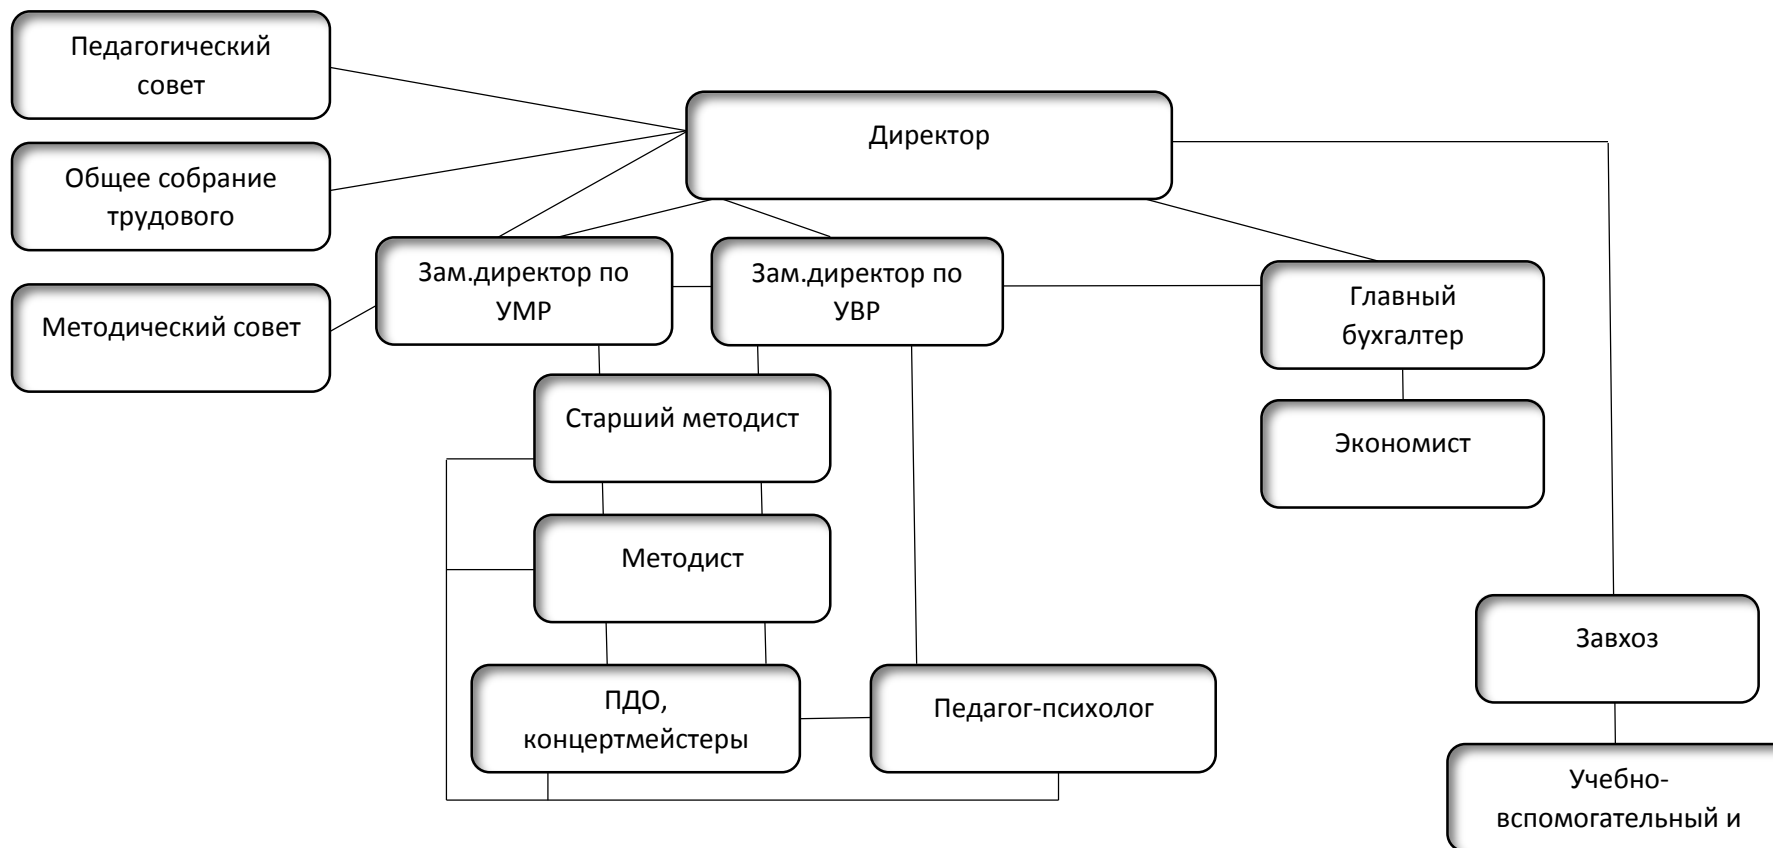 Педагогический
совет
Директор
Общее собрание
трудового
Зам.директор по
УМР
Зам.директор по
УВР
Главный
бухгалтер
Методический совет
Старший методист
Экономист
Методист
Завхоз
ПДО,
концертмейстеры
Педагог-психолог
Учебно-
вспомогательный и